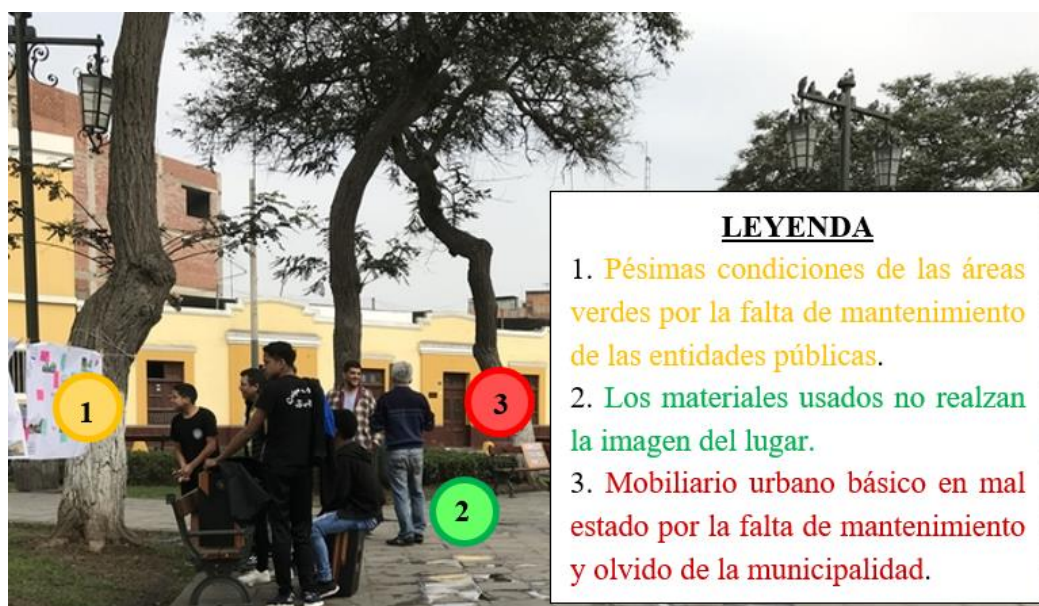 LEYENDA
1. Pésimas condiciones de las áreas
verdes por la falta de mantenimiento
de las entidades públicas.
2. Los materiales usados no realzan
la imagen del lugar.
3. Mobiliario urbano básico en mal
estado por la falta de mantenimiento
y olvido de la municipalidad.
1
3
2